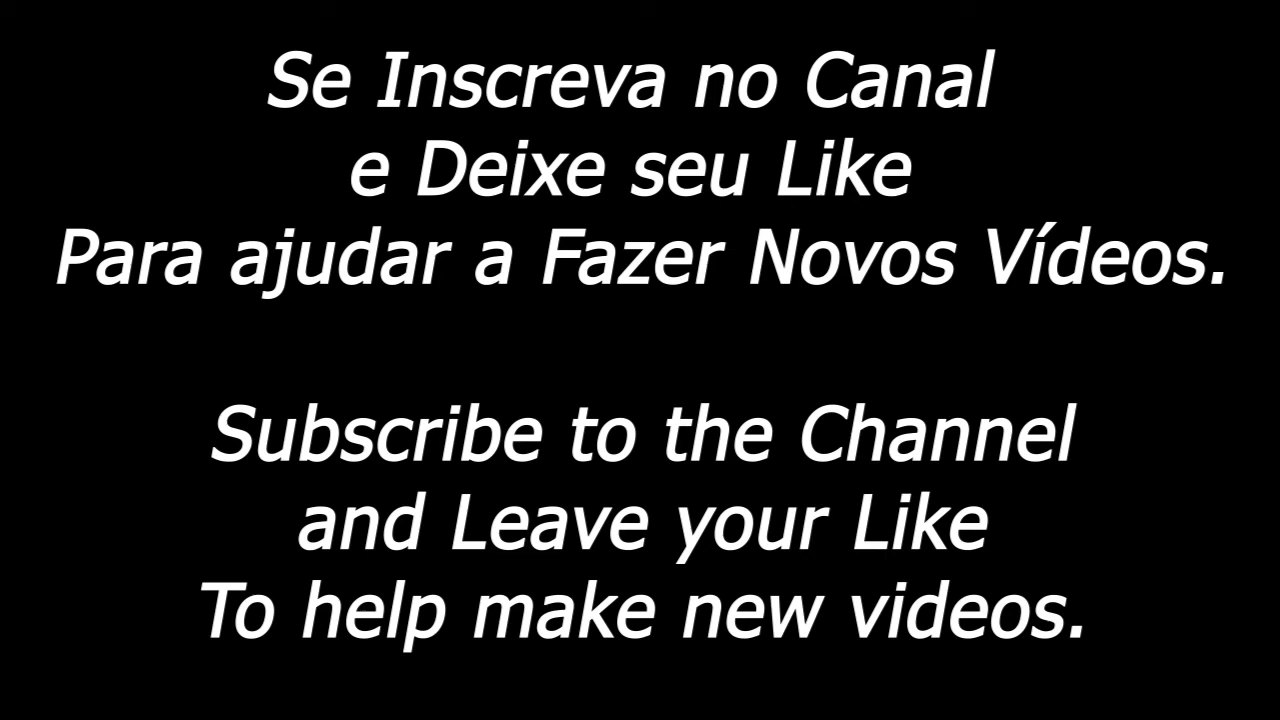 Se Inscreva no Canal
e Deixe seu Like
Para ajudar a Fazer Novos Vídeos.
Subscribe to the Channel
and Leave your Like
To help make new videos.